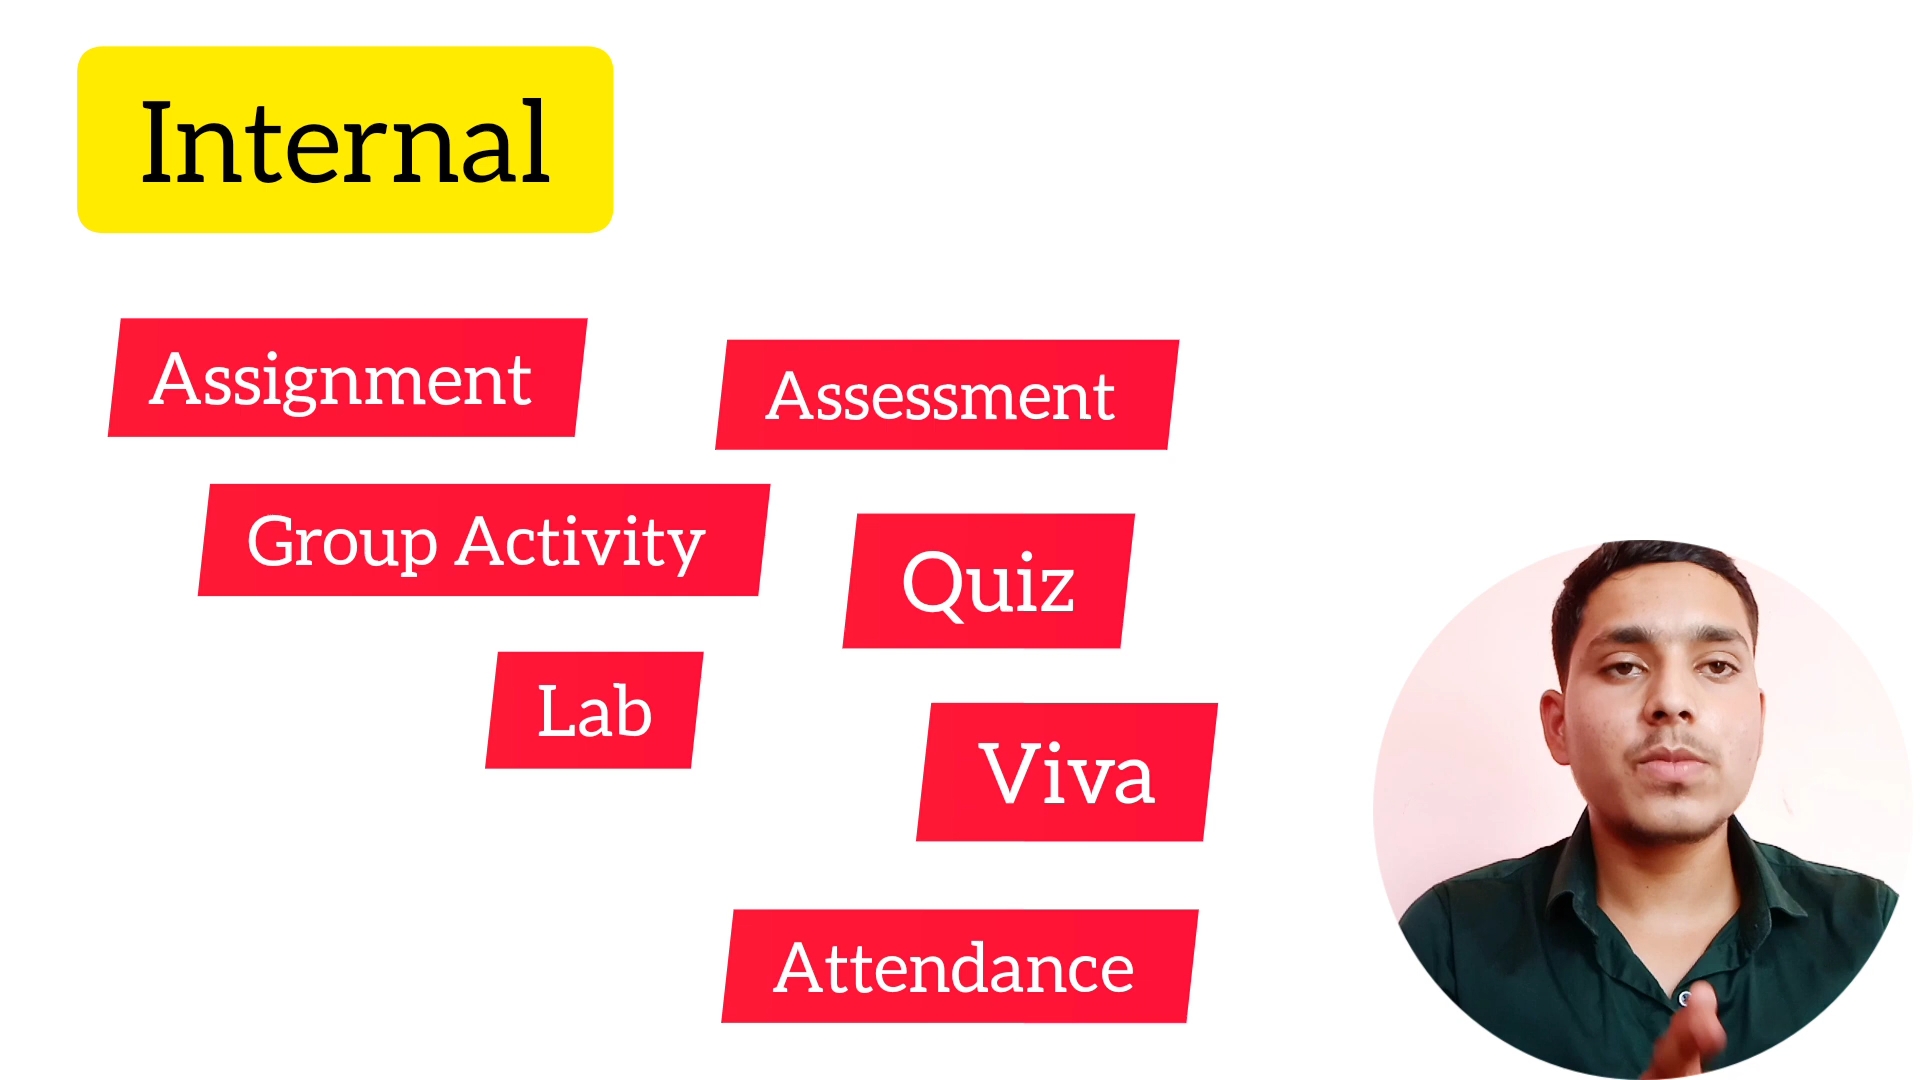 Internal
Assignment
Assessment
Group Activity
Quiz
Lab
Viva
Attendance